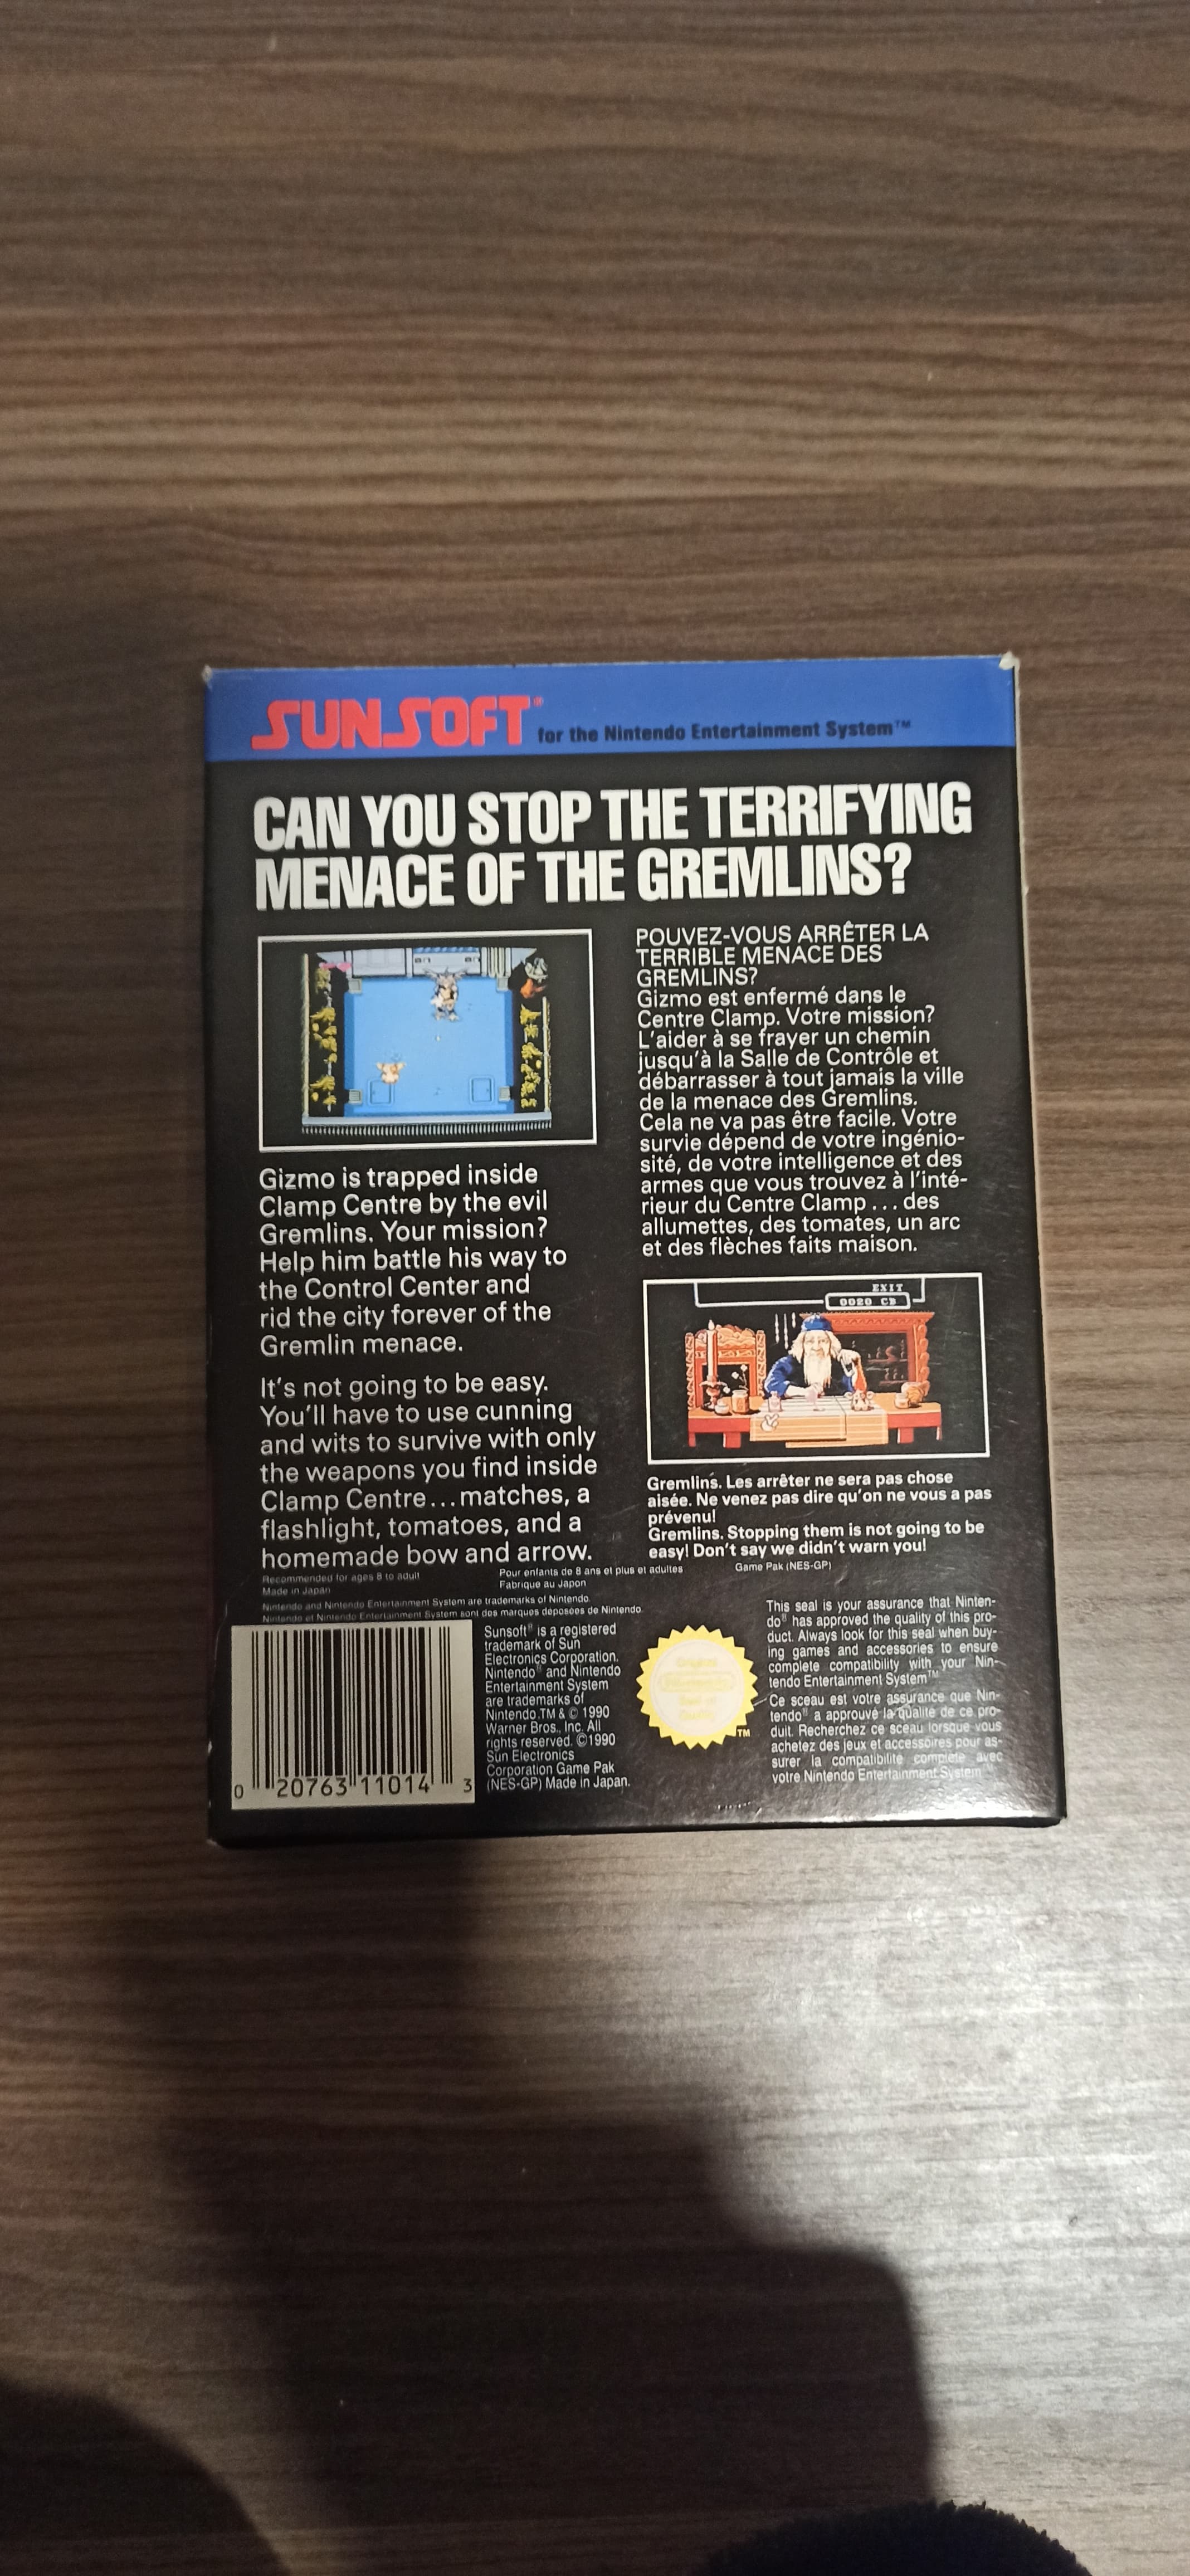 SUNSOFT® for the Nintendo Entertainment System™
CAN YOU STOP THE TERRIFYING
MENACE OF THE GREMLINS?
Gizmo is trapped inside
Clamp Centre by the evil
Gremlins. Your mission?
Help him battle his way to
the Control Center and
rid the city forever of the
Gremlin menace.
It's not going to be easy.
You'll have to use cunning
and wits to survive with only
the weapons you find inside
Clamp Centre...matches, a
flashlight, tomatoes, and a
homemade bow and arrow.
POUVEZ-VOUS ARRÊTER LA
TERRIBLE MENACE DES
GREMLINS?
Gizmo est enfermé dans le
Centre Clamp. Votre mission?
L'aider à se frayer un chemin
jusqu'à la Salle de Contrôle et
débarrasser à tout jamais la ville
de la menace des Gremlins.
Cela ne va pas être facile. Votre
survie dépend de votre ingénio-
sité, de votre intelligence et des
armes que vous trouvez à l'inté-
rieur du Centre Clamp ... des
allumettes, des tomates, un arc
et des flèches faits maison.
EXIT
0020 CB
Gremlins. Les arrêter ne sera pas chose
aisée. Ne venez pas dire qu'on ne vous a pas
prévenu!
Gremlins. Stopping them is not going to be
easy! Don't say we didn't warn you!
Recommended for ages 8 to adult
Made in Japan
Pour enfants de 8 ans et plus et adultes
Fabrique au Japon
Game Pak (NES-GP)
Nintendo and Nintendo Entertainment System are trademarks of Nintendo.
Nintendo et Nintendo Entertainment System sont des marques déposées de Nintendo.
0 20763 11014 3
Sunsoft® is a registered
trademark of Sun
Electronics Corporation.
Nintendo® and Nintendo
Entertainment System
are trademarks of
Nintendo.TM & © 1990
Warner Bros., Inc. All
rights reserved. ©1990
Sun Electronics
Corporation Game Pak
(NES-GP) Made in Japan.
Original
Nintendo
Seal of
Quality
TM
This seal is your assurance that Ninten-
do® has approved the quality of this pro-
duct. Always look for this seal when buy-
ing games and accessories to ensure
complete compatibility with your Nin-
tendo Entertainment System™
Ce sceau est votre assurance que Nin-
tendo® a approuvé la qualité de ce pro-
duit. Recherchez ce sceau lorsque vous
achetez des jeux et accessoires pour as-
surer la compatibilité complète avec
votre Nintendo Entertainment System™